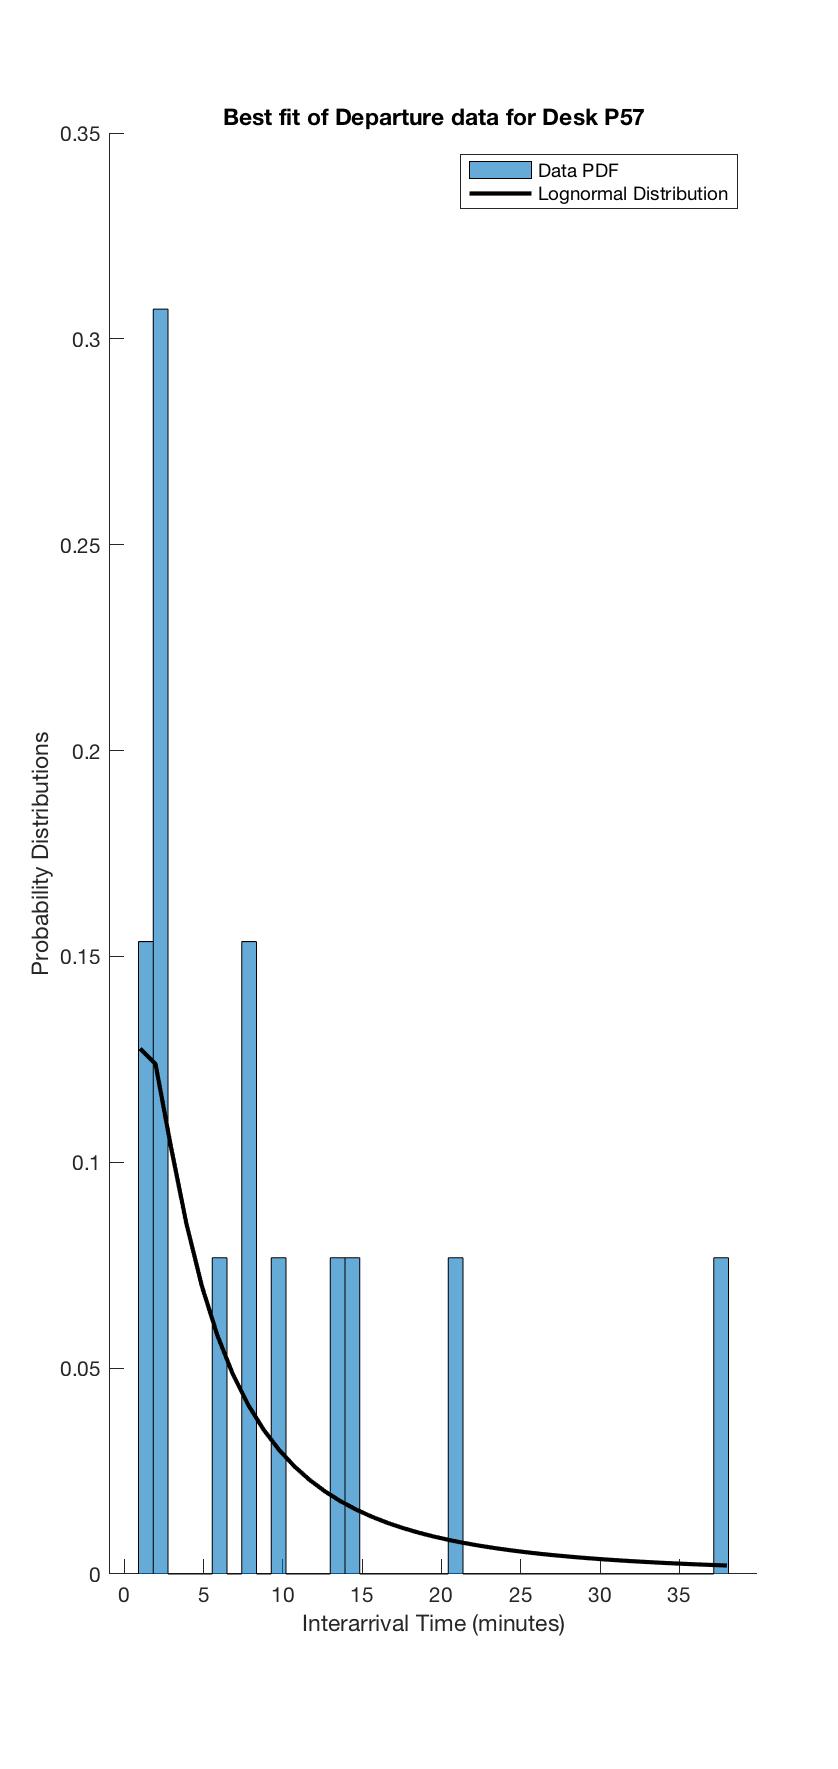 Best fit of Departure data for Desk P57
0.35
Data PDF
Lognormal Distribution
0.3
0.25
0.2
0.15
0.1
0.05
0
Probability Distributions
0 5 10 15 20 25 30 35
Interarrival Time (minutes)